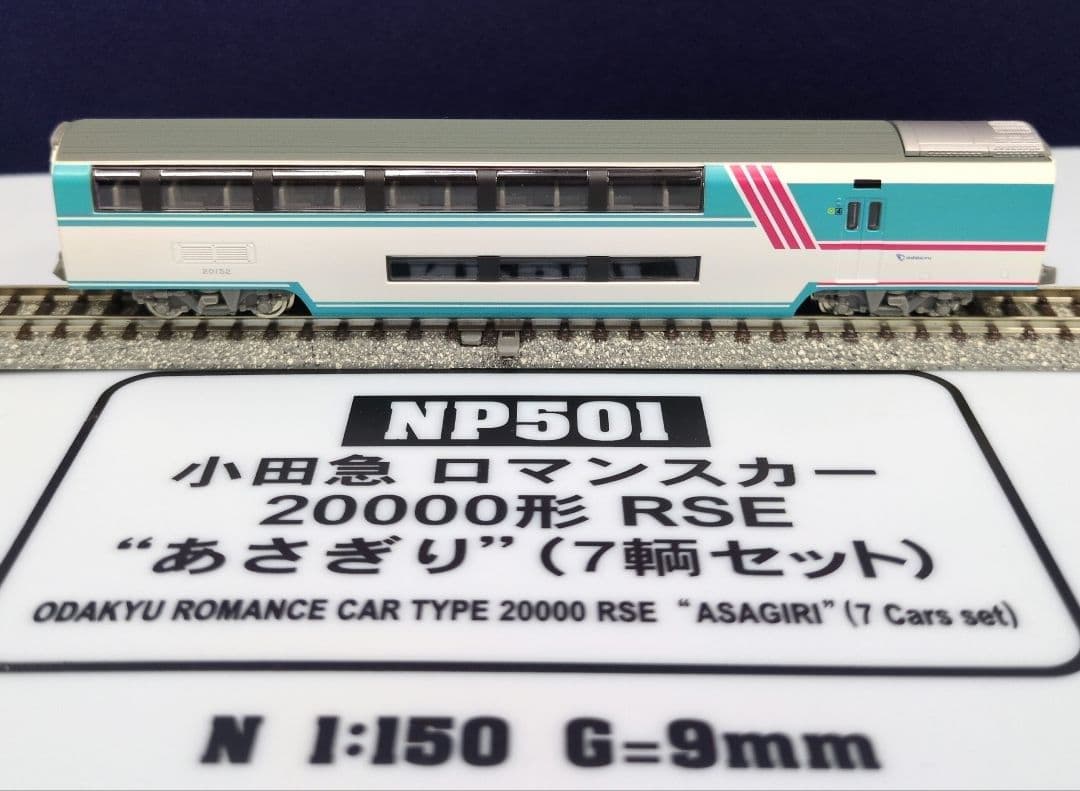 20152
NP501
小田急 ロマンスカー
20000形 RSE
“あさぎり”(7輌セット)
ODAKYU ROMANCE CAR TYPE 20000 RSE “ASAGIRI” (7 Cars set)
N 1:150 G=9mm